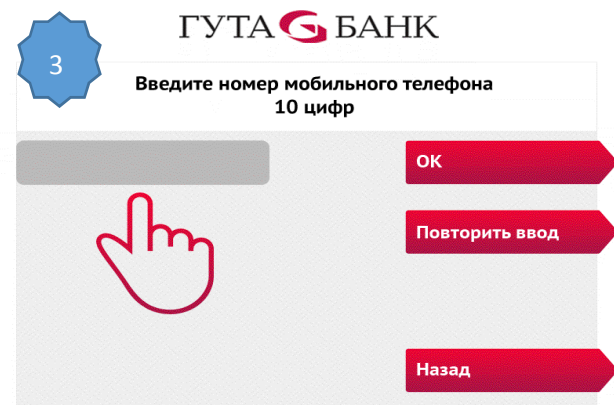 ГУТА БАНК
3
Введите номер мобильного телефона
10 цифр
ОК
Повторить ввод
Назад